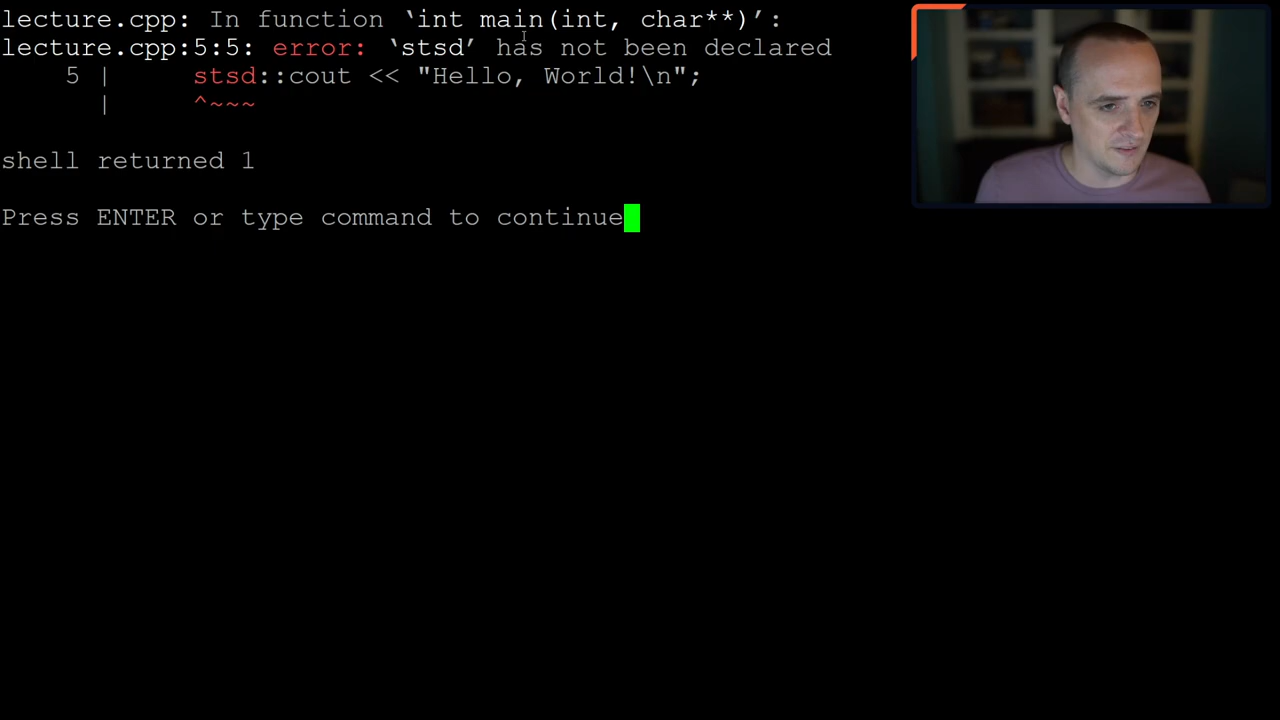 lecture.cpp: In function ‘int main(int, char**)’:
lecture.cpp:5:5: error: ‘stsd’ has not been declared
    5 |     stsd::cout << "Hello, World!\n";
      |     ^~~~
shell returned 1
Press ENTER or type command to continue